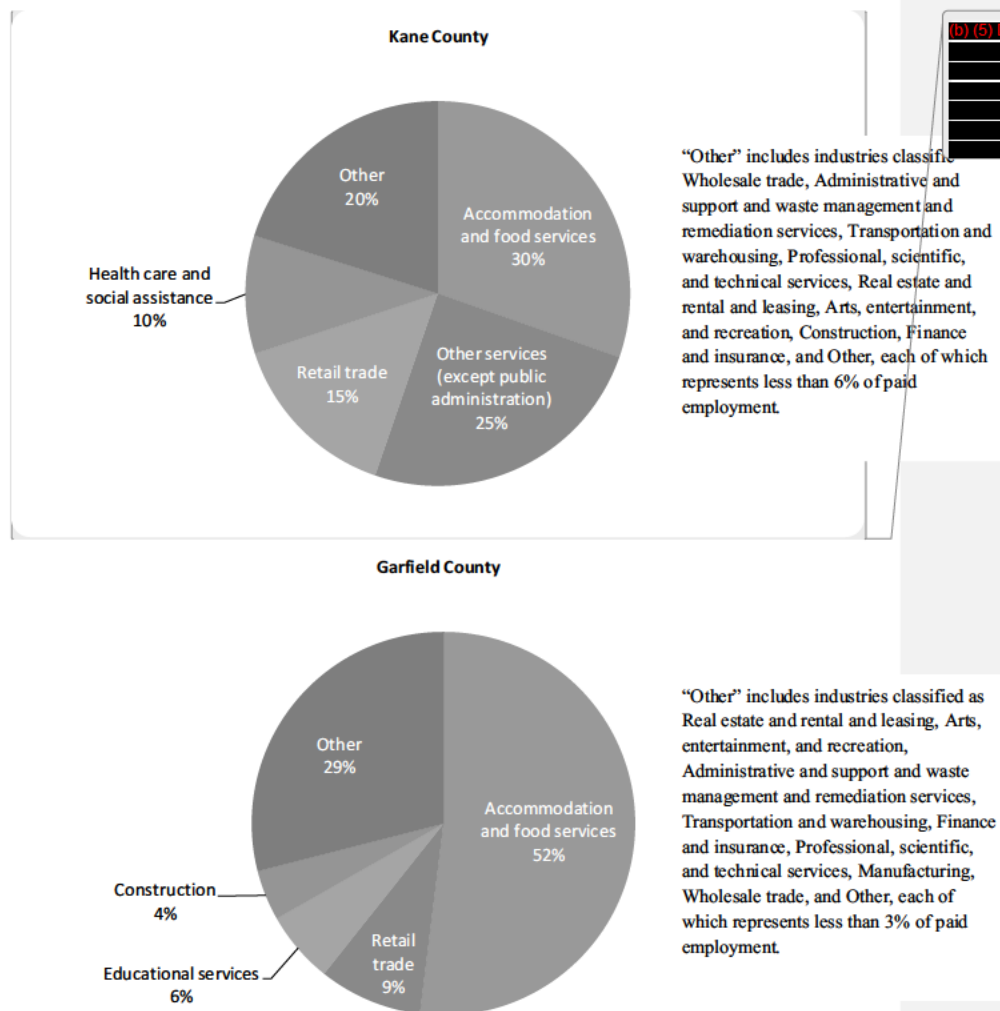 Kane County
(b) (5)
Other
20%
Accommodation
and food services
30%
Health care and
social assistance
10%
Retail trade
15%
Other services
(except public
administration)
25%
“Other” includes industries
Wholesale trade, Administrative and
support and waste management and
remediation services, Transportation and
warehousing, Professional, scientific,
and technical services, Real estate and
rental and leasing, Arts, entertainment,
and recreation, Construction, Finance
and insurance, and Other, each of which
represents less than 6% of paid
employment.
Garfield County
Other
29%
Accommodation
and food services
52%
Construction
4%
Educational services
6%
Retail
trade
9%
“Other” includes industries classified as
Real estate and rental and leasing, Arts,
entertainment, and recreation,
Administrative and support and waste
management and remediation services,
Transportation and warehousing, Finance
and insurance, Professional, scientific,
and technical services, Manufacturing,
Wholesale trade, and Other, each of
which represents less than 3% of paid
employment.